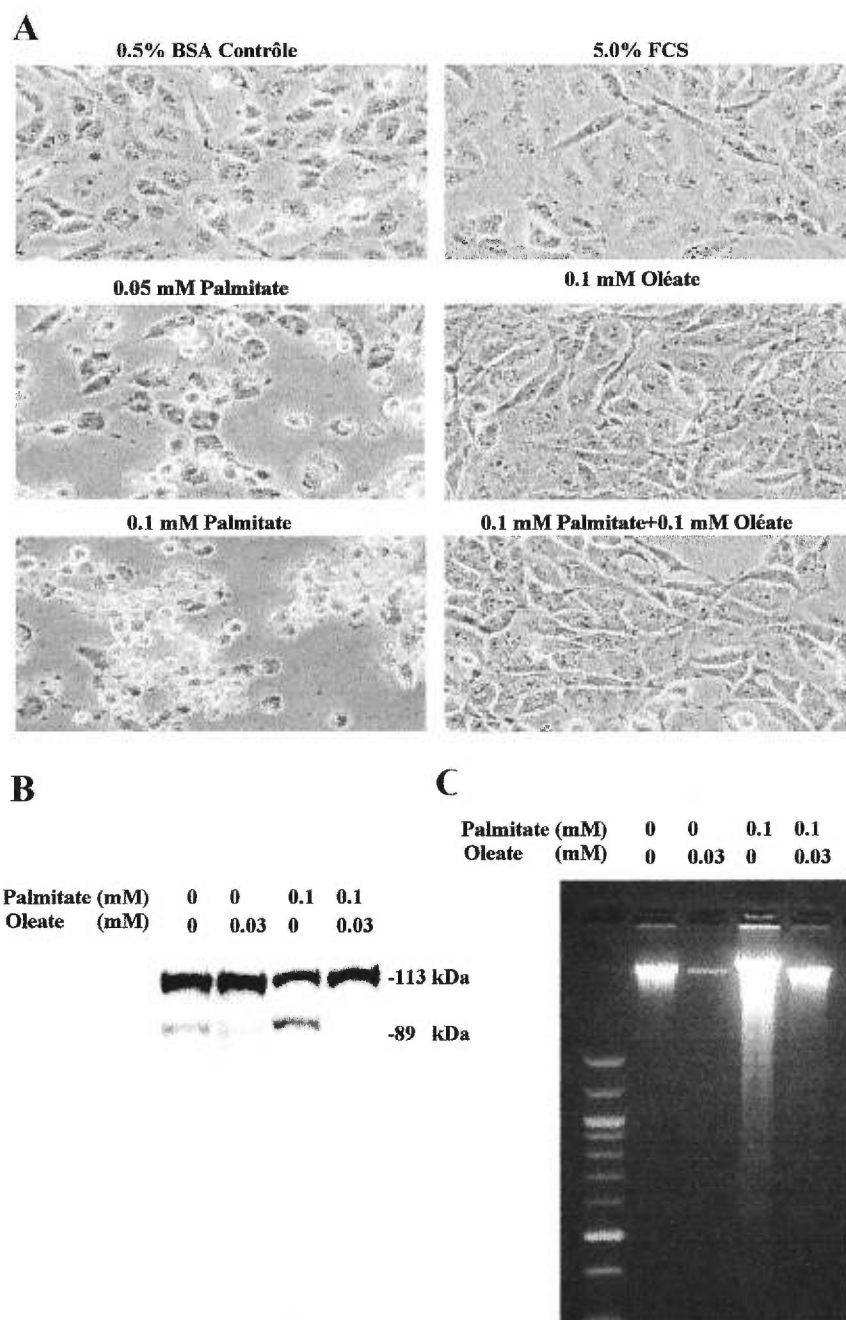 A
0.5% BSA Contrôle
5.0% FCS
0.05 mM Palmitate
0.1 mM Oléate
0.1 mM Palmitate
0.1 mM Palmitate+0.1 mM Oléate
B
Palmitate (mM) 0 0 0.1 0.1
Oleate (mM) 0 0.03 0 0.03
-113 kDa
-89 kDa
C
Palmitate (mM) 0 0 0.1 0.1
Oleate (mM) 0 0.03 0 0.03